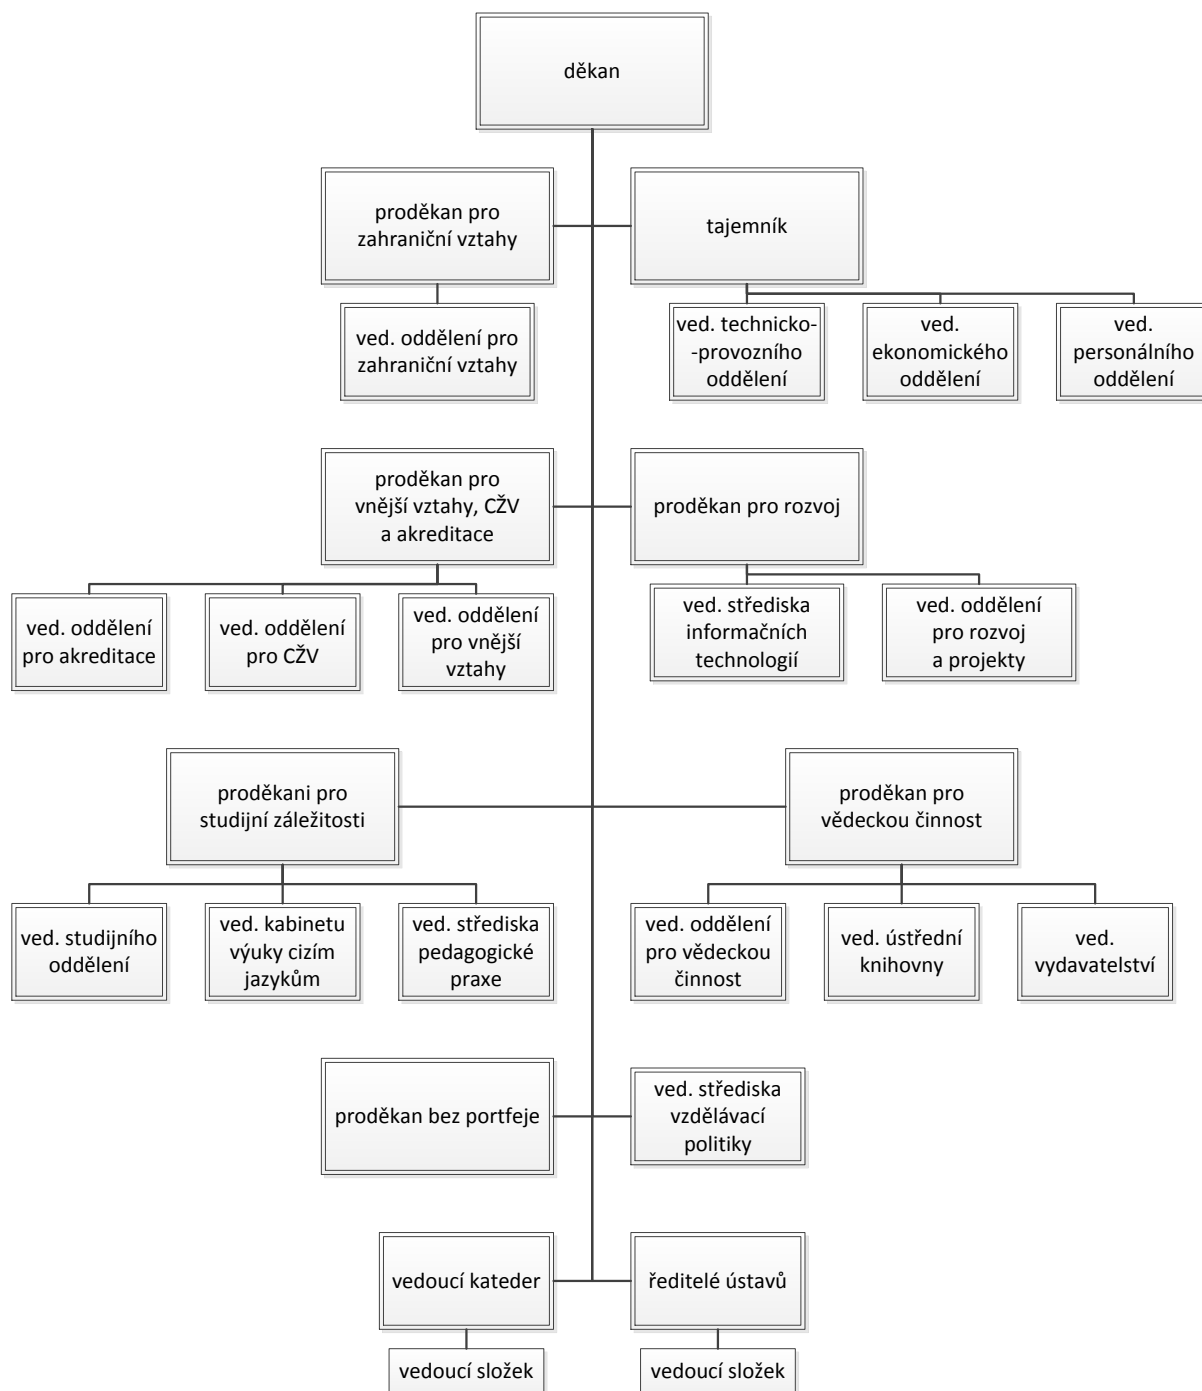 děkan
proděkan pro
zahraniční vztahy
tajemník
ved. oddělení pro
zahraniční vztahy
ved. technicko-
-provozního
oddělení
ved.
ekonomického
oddělení
ved.
personálního
oddělení
proděkan pro
vnější vztahy, CŽV
a akreditace
proděkan pro rozvoj
ved. oddělení
pro akreditace
ved. oddělení
pro CŽV
ved. oddělení
pro vnější
vztahy
ved. střediska
informačních
technologií
ved. oddělení
pro rozvoj
a projekty
proděkani pro
studijní záležitosti
proděkan pro
vědeckou činnost
ved. studijního
oddělení
ved. kabinetu
výuky cizím
jazykům
ved. střediska
pedagogické
praxe
ved. oddělení
pro vědeckou
činnost
ved. ústřední
knihovny
ved.
vydavatelství
proděkan bez portfeje
ved. střediska
vzdělávací
politiky
vedoucí kateder
ředitelé ústavů
vedoucí složek
vedoucí složek